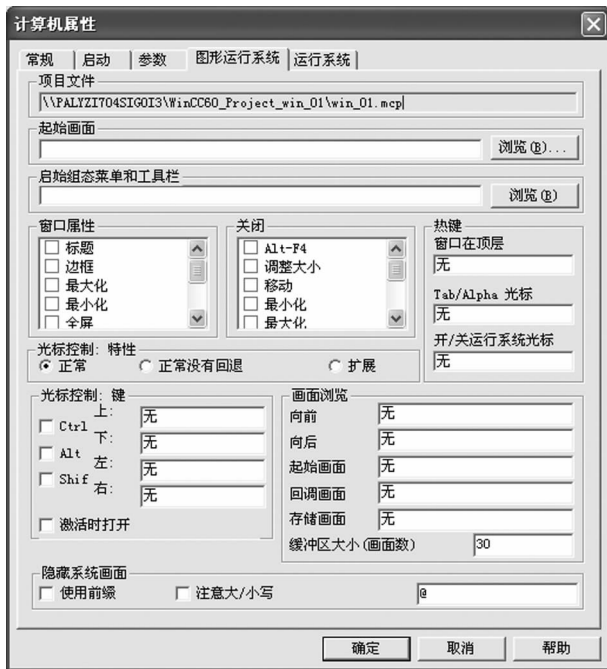 计算机属性
常规 启动 参数 图形运行系统 运行系统
项目文件
\\PALYZI704SIGOI3\WinCC60_Project_win_01\win_01.mcp
起始画面
浏览(B)...
启始组态菜单和工具栏
浏览(B)
窗口属性
标题
边框
最大化
最小化
全屏
关闭
Alt-F4
调整大小
移动
最小化
最大化
热键
窗口在顶层
无
Tab/Alpha 光标
无
开/关运行系统光标
无
光标控制: 特性
正常 正常没有回退 扩展
光标控制: 键
Ctrl
Alt
Shif
上: 无
下: 无
左: 无
右: 无
激活时打开
画面浏览
向前 无
向后 无
起始画面 无
回调画面 无
存储画面 无
缓冲区大小(画面数) 30
隐藏系统画面
使用前缀 注意大/小写 @
确定 取消 帮助